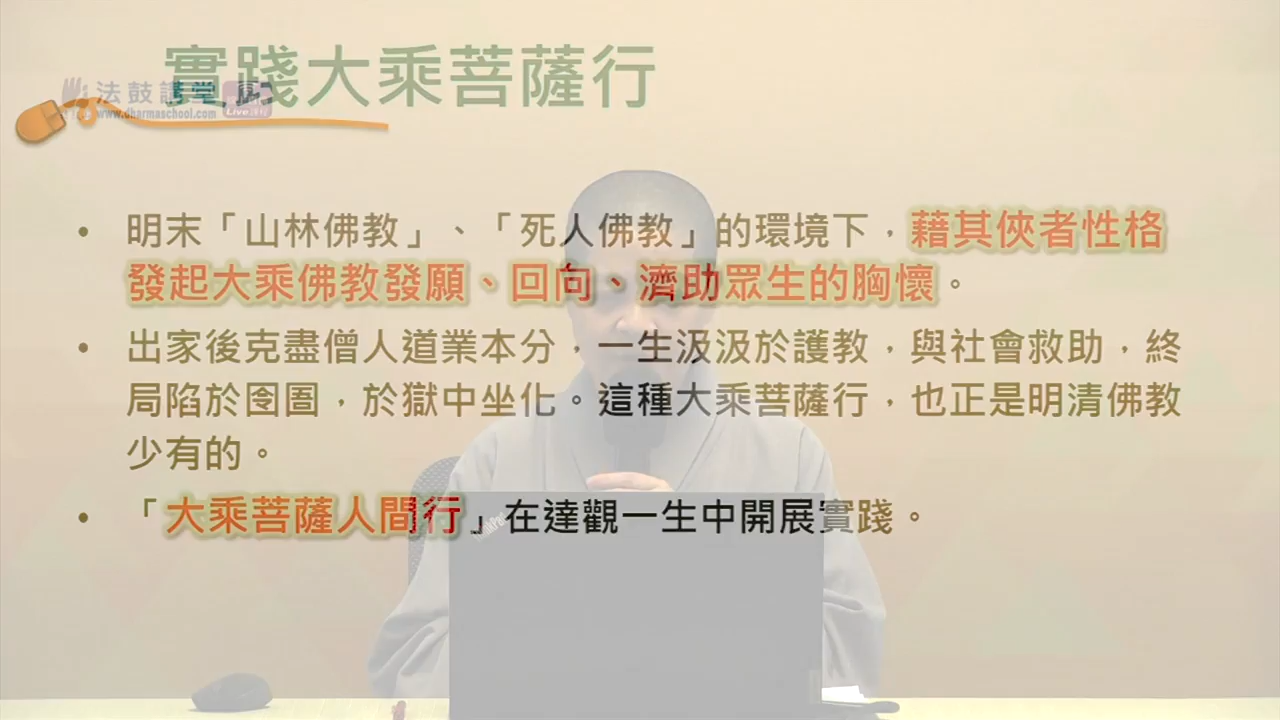 實踐大乘菩薩行
法鼓講堂
Live
www.dharmaschool.com
• 明末「山林佛教」、「死人佛教」的環境下，藉其俠者性格
發起大乘佛教發願、回向、濟助眾生的胸懷。
• 出家後克盡僧人道業本分，一生汲汲於護教，與社會救助，終
局陷於囹圄，於獄中坐化。這種大乘菩薩行，也正是明清佛教
少有的。
• 「大乘菩薩人間行」在達觀一生中開展實踐。